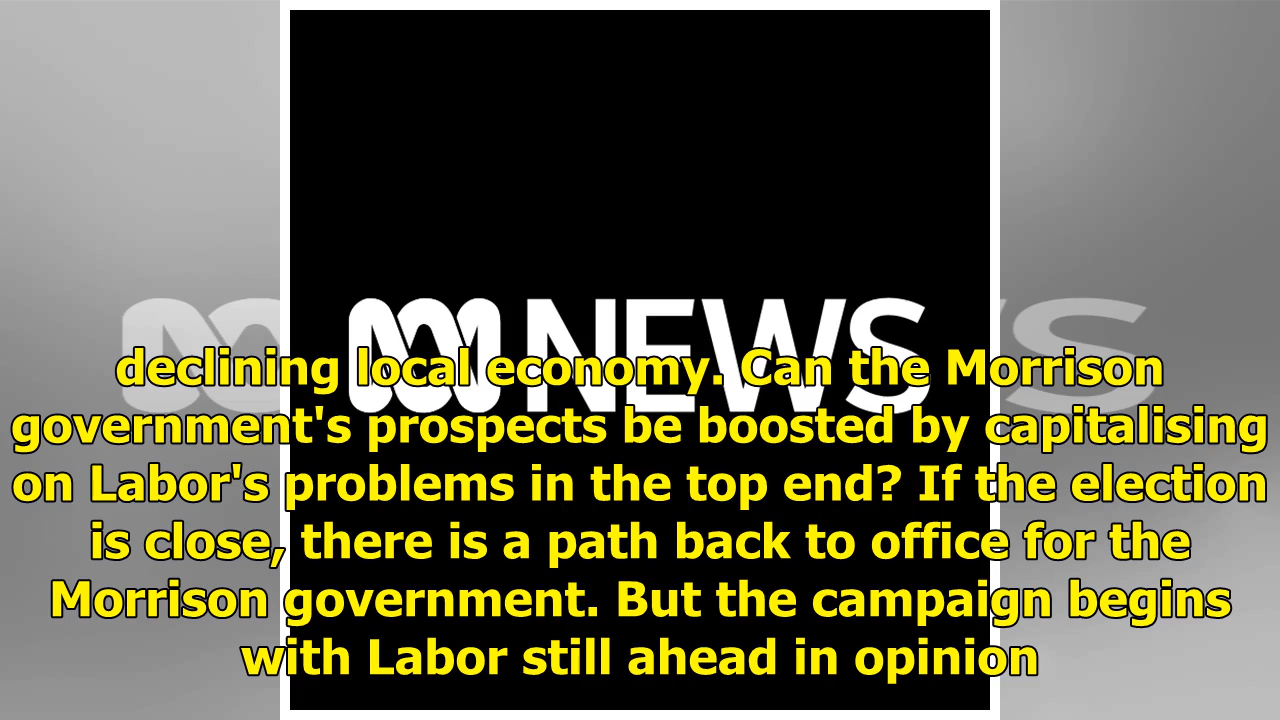 NEWS
declining local economy. Can the Morrison
government's prospects be boosted by capitalising
on Labor's problems in the top end? If the election
is close, there is a path back to office for the
Morrison government. But the campaign begins
with Labor still ahead in opinion